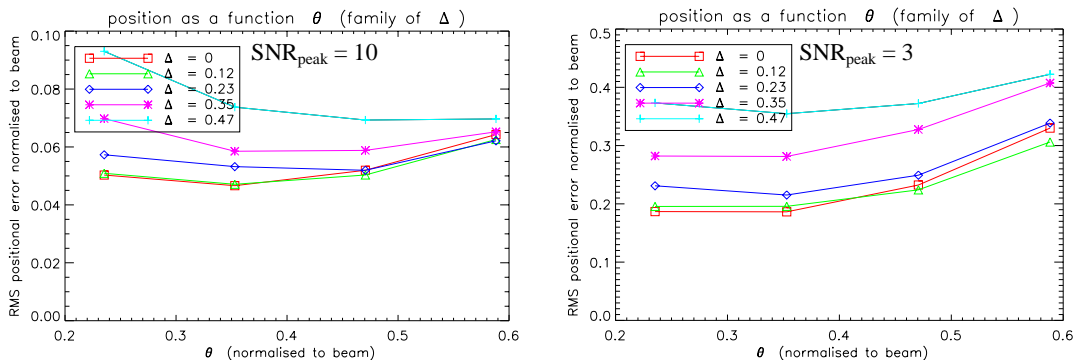 position as a function θ (family of Δ )
SNRpeak = 10
Δ = 0
Δ = 0.12
Δ = 0.23
Δ = 0.35
Δ = 0.47
RMS positional error normalised to beam
0.10
0.08
0.06
0.04
0.02
0.00
0.2 0.3 0.4 0.5 0.6
θ (normalised to beam)
position as a function θ (family of Δ )
SNRpeak = 3
Δ = 0
Δ = 0.12
Δ = 0.23
Δ = 0.35
Δ = 0.47
RMS positional error normalised to beam
0.5
0.4
0.3
0.2
0.1
0.0
0.2 0.3 0.4 0.5 0.6
θ (normalised to beam)